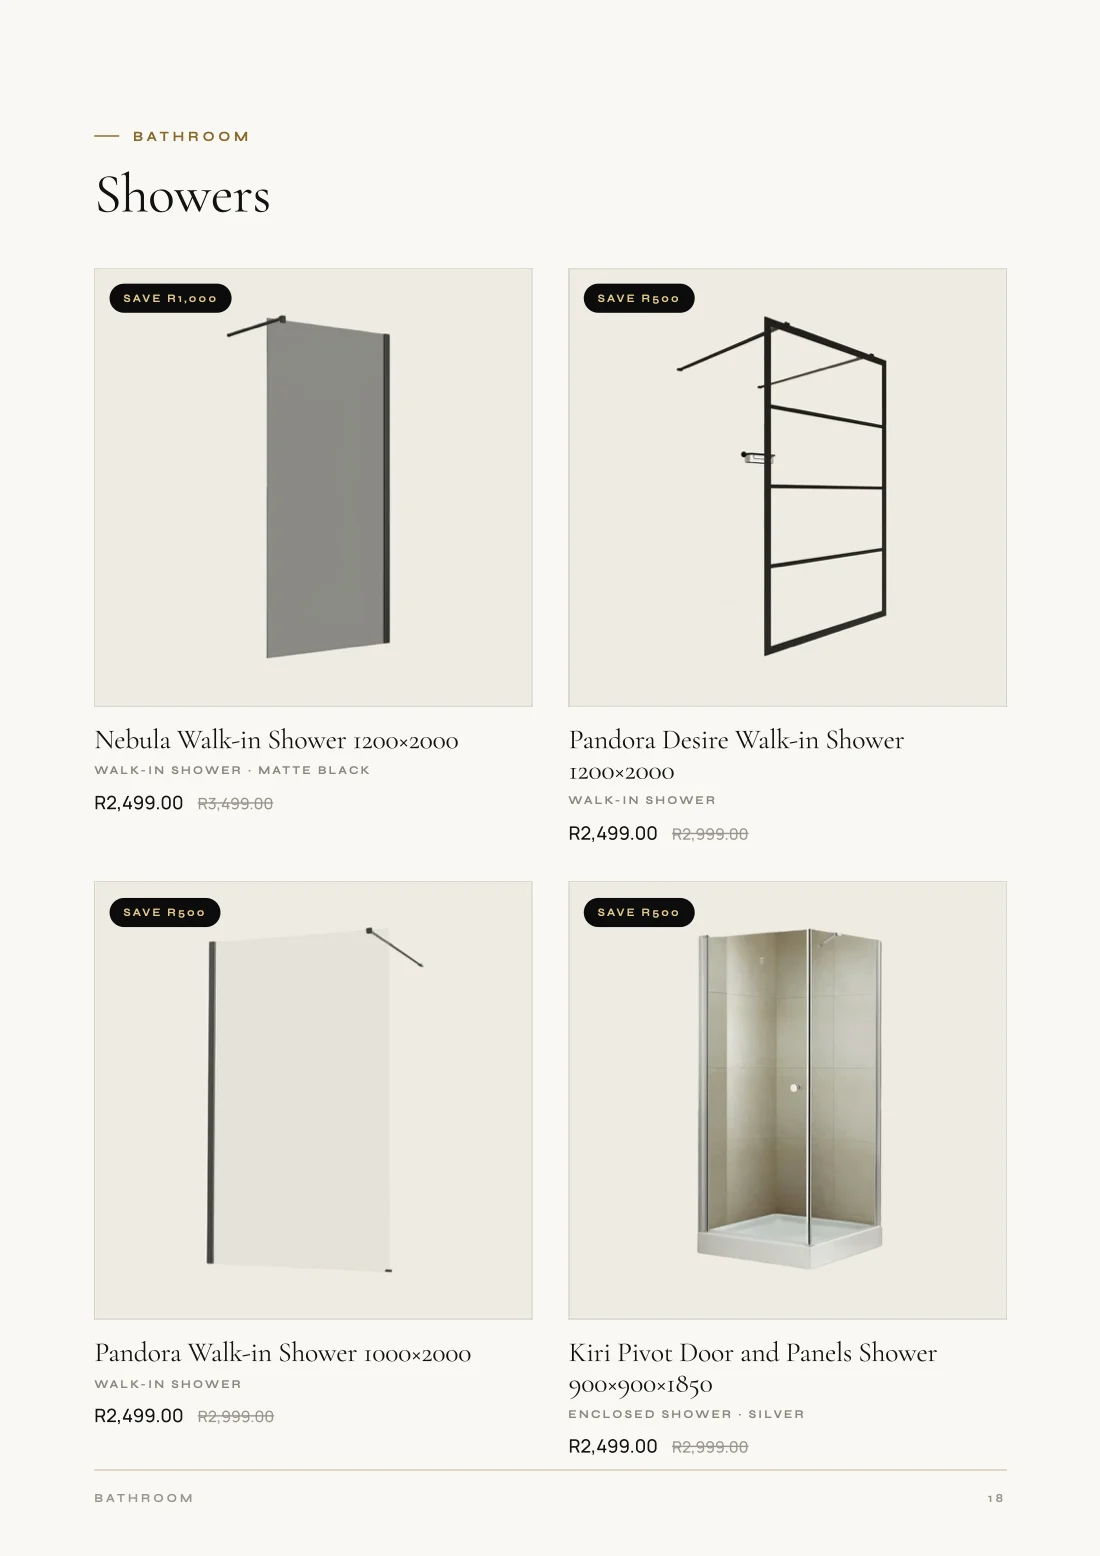 BATHROOM
Showers
SAVE R1,000
Nebula Walk-in Shower 1200×2000
WALK-IN SHOWER · MATTE BLACK
R2,499.00 R3,499.00
SAVE R500
Pandora Desire Walk-in Shower
1200×2000
WALK-IN SHOWER
R2,499.00 R2,999.00
SAVE R500
Pandora Walk-in Shower 1000×2000
WALK-IN SHOWER
R2,499.00 R2,999.00
SAVE R500
Kiri Pivot Door and Panels Shower
900×900×1850
ENCLOSED SHOWER · SILVER
R2,499.00 R2,999.00
BATHROOM 18